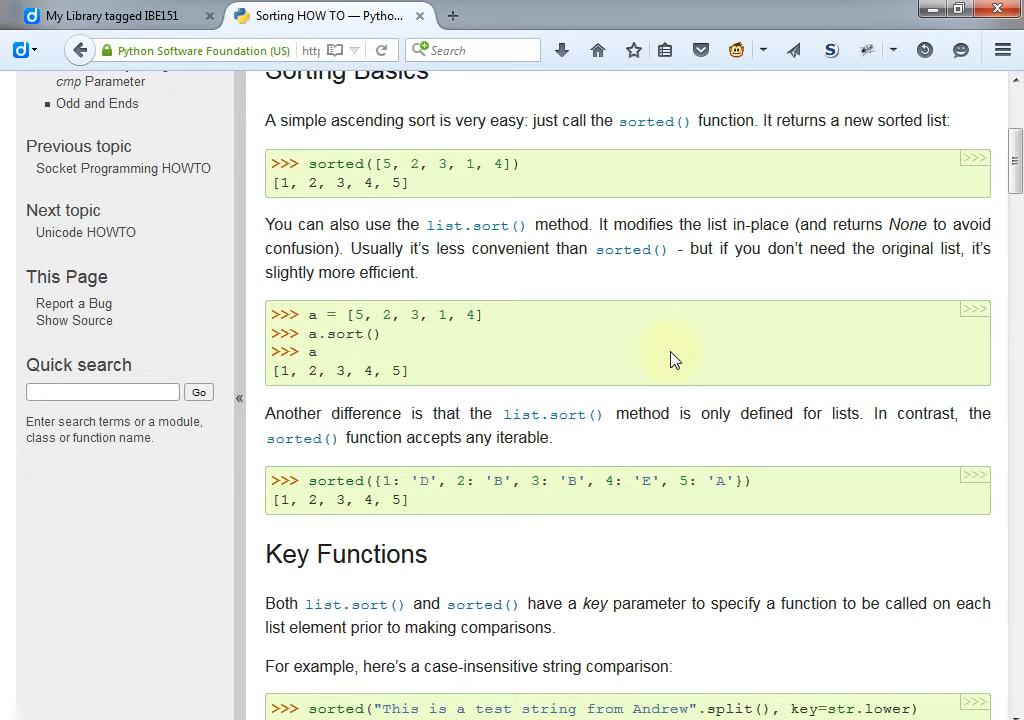 My Library tagged IBE151
Sorting HOW TO — Pytho...
Python Software Foundation (US)
http
Search
cmp Parameter
Odd and Ends
Previous topic
Socket Programming HOWTO
Next topic
Unicode HOWTO
This Page
Report a Bug
Show Source
Quick search
Go
Enter search terms or a module,
class or function name.
«
Sorting Basics
A simple ascending sort is very easy: just call the sorted() function. It returns a new sorted list:
>>> sorted([5, 2, 3, 1, 4])
>>>
[1, 2, 3, 4, 5]
You can also use the list.sort() method. It modifies the list in-place (and returns None to avoid
confusion). Usually it's less convenient than sorted() - but if you don't need the original list, it's
slightly more efficient.
>>> a = [5, 2, 3, 1, 4]
>>>
>>> a.sort()
>>> a
[1, 2, 3, 4, 5]
Another difference is that the list.sort() method is only defined for lists. In contrast, the
sorted() function accepts any iterable.
>>> sorted({1: 'D', 2: 'B', 3: 'B', 4: 'E', 5: 'A'})
>>>
[1, 2, 3, 4, 5]
Key Functions
Both list.sort() and sorted() have a key parameter to specify a function to be called on each
list element prior to making comparisons.
For example, here's a case-insensitive string comparison:
>>> sorted("This is a test string from Andrew".split(), key=str.lower)
>>>